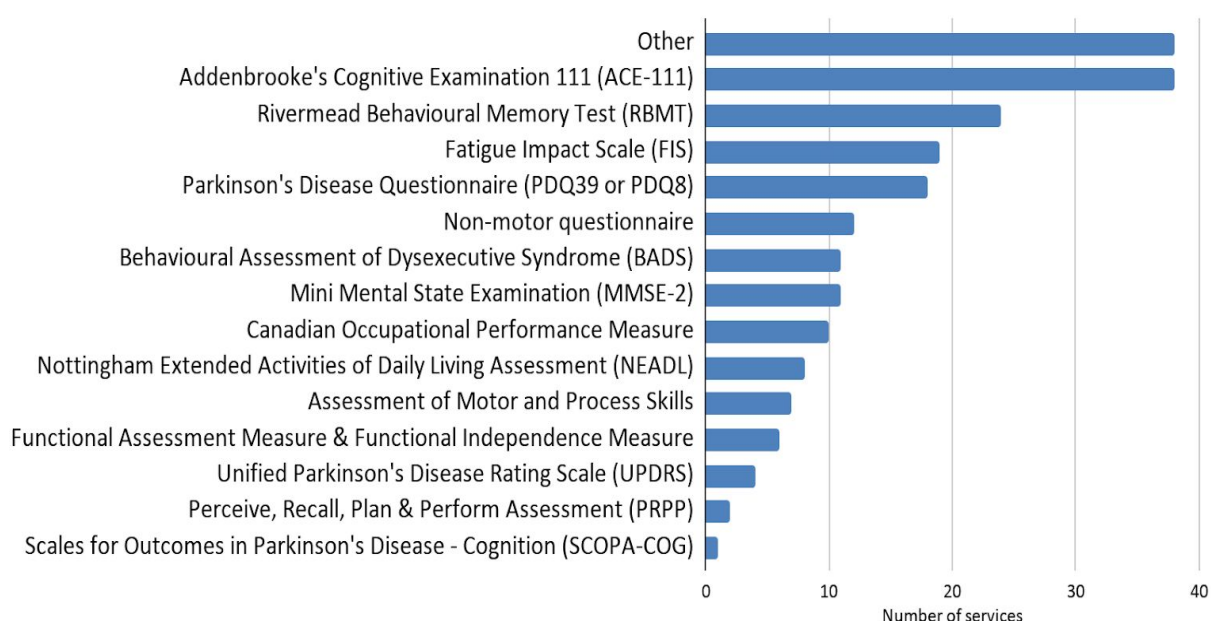 Other
Addenbrooke's Cognitive Examination 111 (ACE-111)
Rivermead Behavioural Memory Test (RBMT)
Fatigue Impact Scale (FIS)
Parkinson's Disease Questionnaire (PDQ39 or PDQ8)
Non-motor questionnaire
Behavioural Assessment of Dysexecutive Syndrome (BADS)
Mini Mental State Examination (MMSE-2)
Canadian Occupational Performance Measure
Nottingham Extended Activities of Daily Living Assessment (NEADL)
Assessment of Motor and Process Skills
Functional Assessment Measure & Functional Independence Measure
Unified Parkinson's Disease Rating Scale (UPDRS)
Perceive, Recall, Plan & Perform Assessment (PRPP)
Scales for Outcomes in Parkinson's Disease - Cognition (SCOPA-COG)
0 10 20 30 40
Number of services